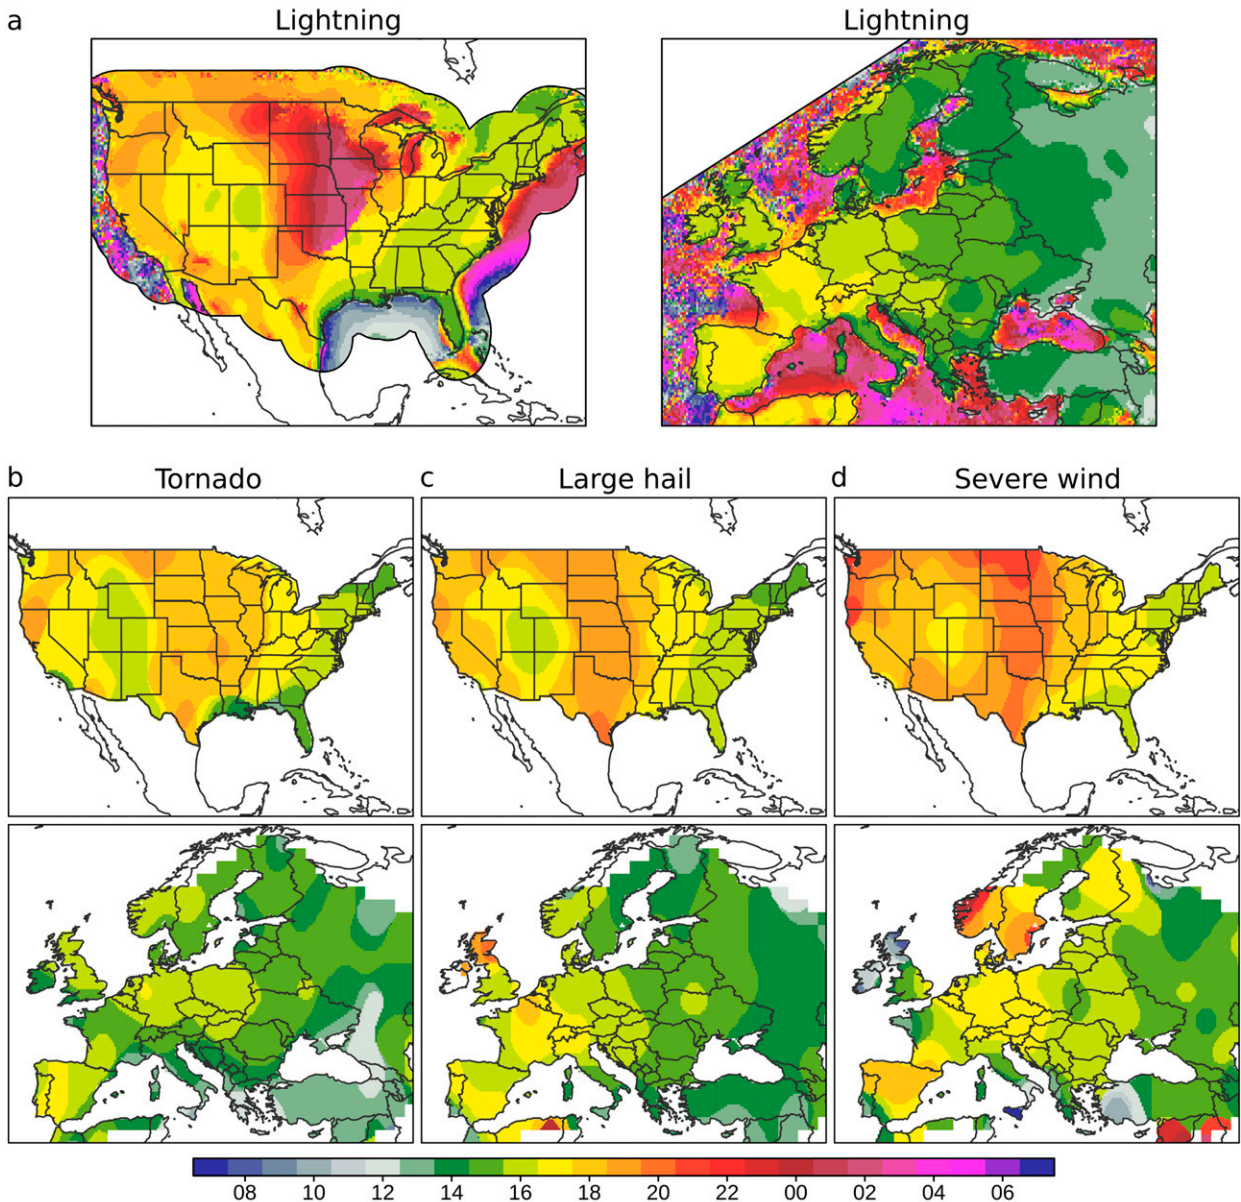 a
Lightning
Lightning
b
Tornado
c
Large hail
d
Severe wind
08 10 12 14 16 18 20 22 00 02 04 06